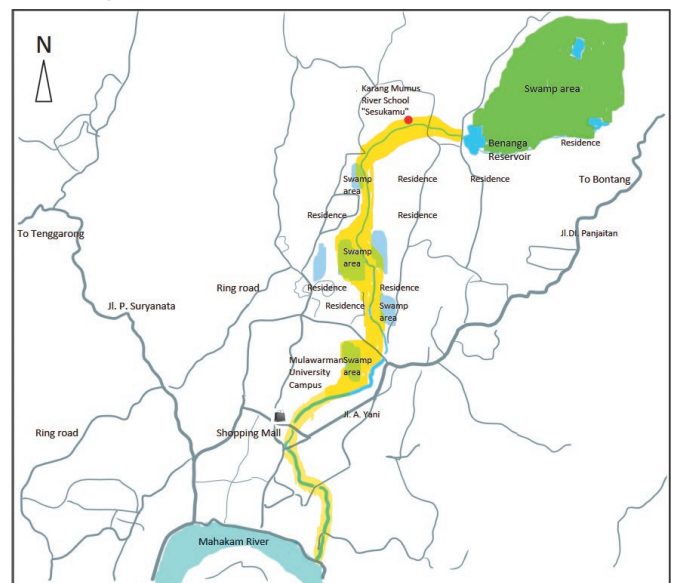 N
Karang Mumus
River School
"Sesukamu"
Swamp area
Benanga
Reservoir
Residence
Swamp
area
Residence
Residence
To Bontang
Residence
Residence
To Tenggarong
Jl.DI. Panjaitan
Swamp
area
Ring road
Residence
Residence
Jl. P. Suryanata
Residence
Swamp
area
Mulawarman
University
Campus
Swamp
area
Jl. A. Yani
Ring road
Shopping Mall
Mahakam River